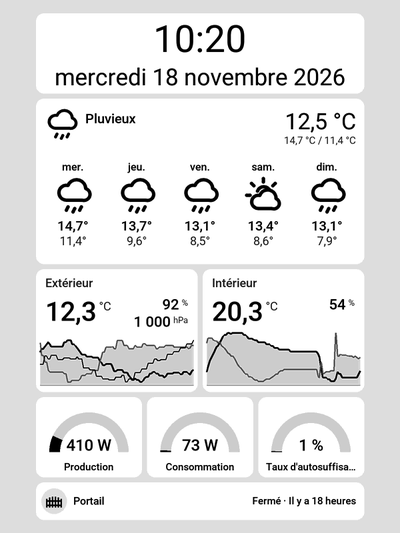 10:20
mercredi 18 novembre 2026
Pluvieux
12,5 °C
14,7 °C / 11,4 °C
mer. jeu. ven. sam. dim.
14,7° 13,7° 13,1° 13,4° 13,1°
11,4° 9,6° 8,5° 8,6° 7,9°
Extérieur
12,3 °C
92 %
1 000 hPa
Intérieur
20,3 °C
54 %
410 W
Production
73 W
Consommation
1 %
Taux d'autosuffisa...
Portail
Fermé · Il y a 18 heures